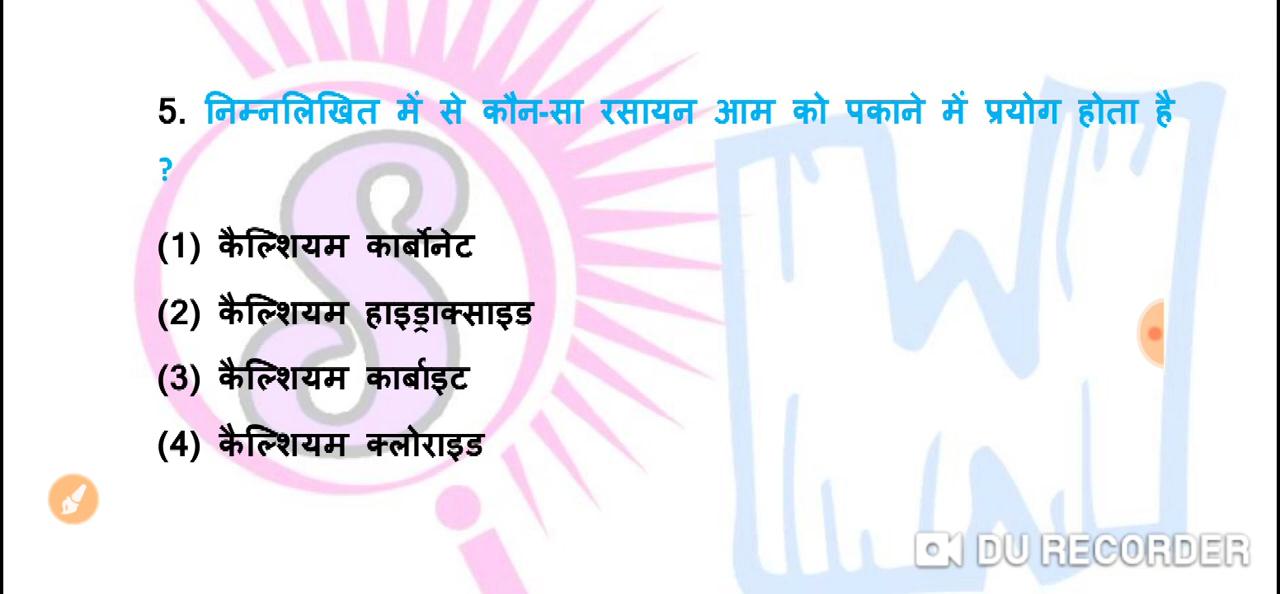 5. निम्नलिखित में से कौन-सा रसायन आम को पकाने में प्रयोग होता है
?
(1) कैल्शियम कार्बोनेट
(2) कैल्शियम हाइड्राक्साइड
(3) कैल्शियम कार्बाइट
(4) कैल्शियम क्लोराइड
DU RECORDER